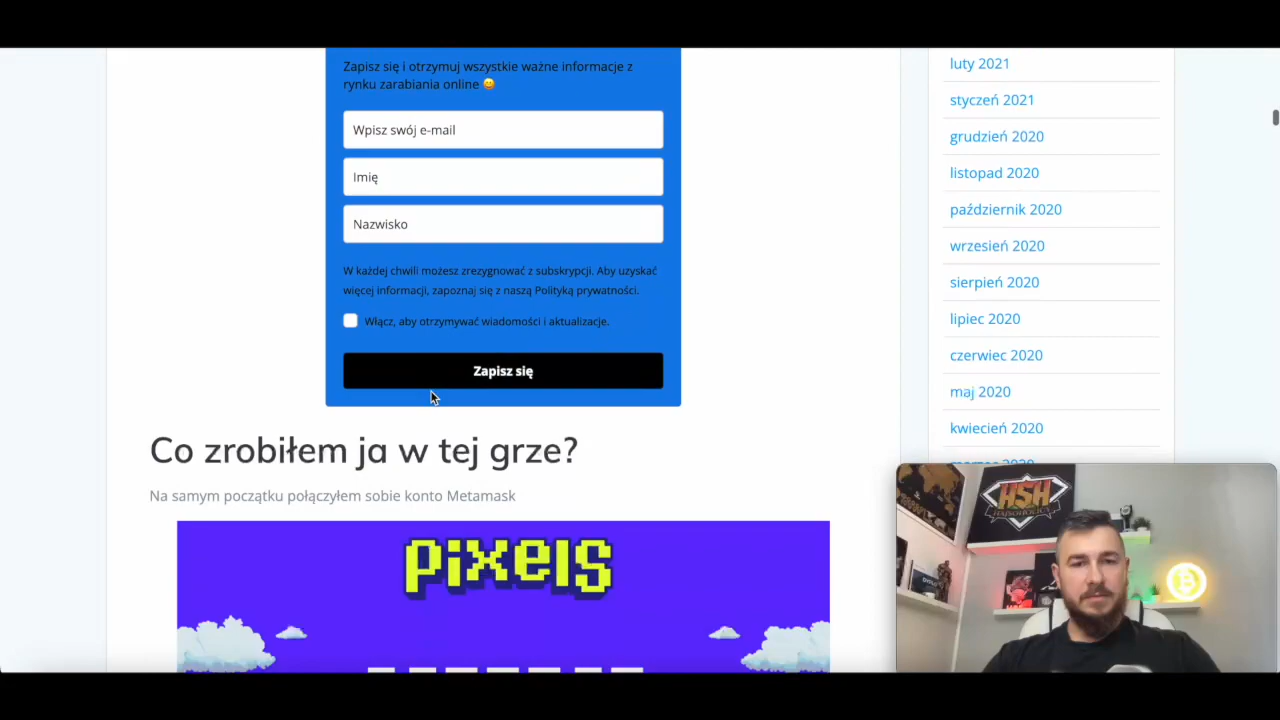 Zapisz się i otrzymuj wszystkie ważne informacje z
rynku zarabiania online 😀
Wpisz swój e-mail
Imię
Nazwisko
W każdej chwili możesz zrezygnować z subskrypcji. Aby uzyskać
więcej informacji, zapoznaj się z naszą Polityką prywatności.
Włącz, aby otrzymywać wiadomości i aktualizacje.
Zapisz się
Co zrobiłem ja w tej grze?
Na samym początku połączyłem sobie konto Metamask
pixels
luty 2021
styczeń 2021
grudzień 2020
listopad 2020
październik 2020
wrzesień 2020
sierpień 2020
lipiec 2020
czerwiec 2020
maj 2020
kwiecień 2020
HSH
HAJSOHOLICY